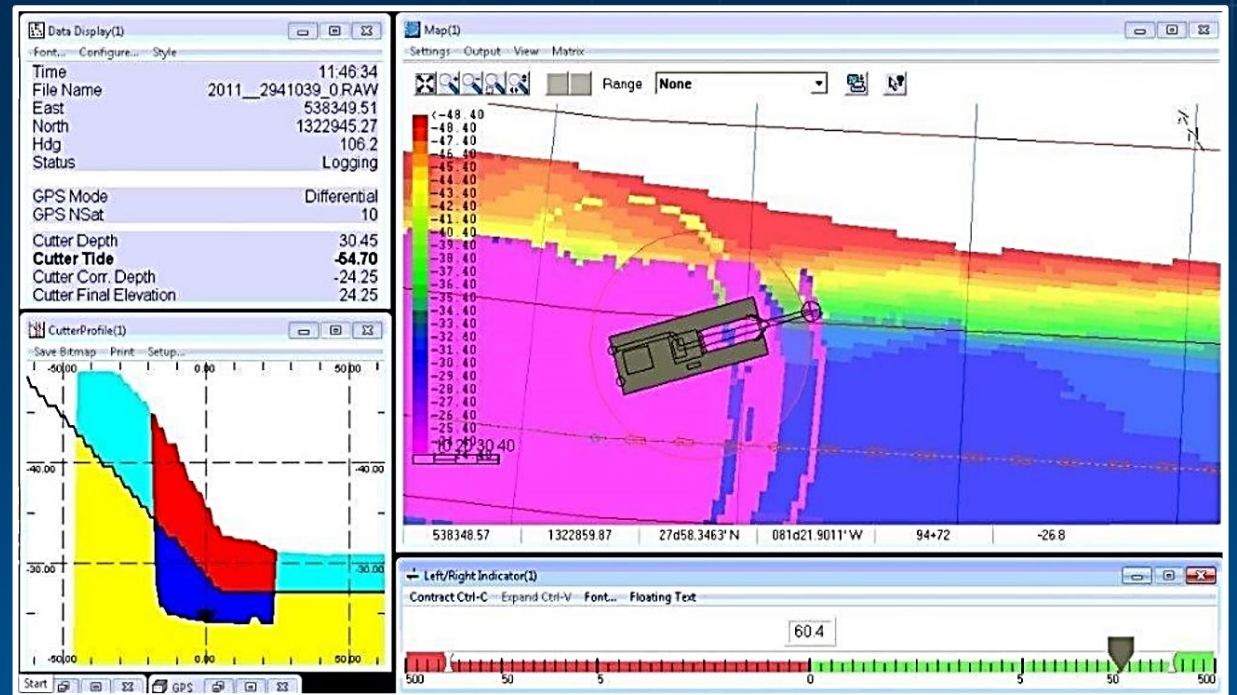 Data Display(1)
Font... Configure... Style
Time 11:46:34
File Name 2011__2941039_0.RAW
East 538349.51
North 1322945.27
Hdg 106.2
Status Logging
GPS Mode Differential
GPS NSat 10
Cutter Depth 30.45
Cutter Tide -54.70
Cutter Corr. Depth -24.25
Cutter Final Elevation 24.25
CutterProfile(1)
Save Bitmap Print Setup...
-50.00 0.00 50.00
-40.00 -40.00
-30.00 -30.00
-50.00 0.00 50.00
Start GPS
Map(1)
Settings Output View Matrix
Range None
<-48.40
-48.40
-47.40
-46.40
-45.40
-44.40
-43.40
-42.40
-41.40
-40.40
-39.40
-38.40
-37.40
-36.40
-35.40
-34.40
-33.40
-32.40
-31.40
-30.40
-29.40
-28.40
-27.40
-26.40
-25.40
10 20 30 40
538348.57 1322859.87 27d58.3463' N 081d21.9011' W 94+72 -26.8
Left/Right Indicator(1)
Contract Ctrl-C Expand Ctrl-V Font... Floating Text
60.4
500 50 5 0 5 50 500